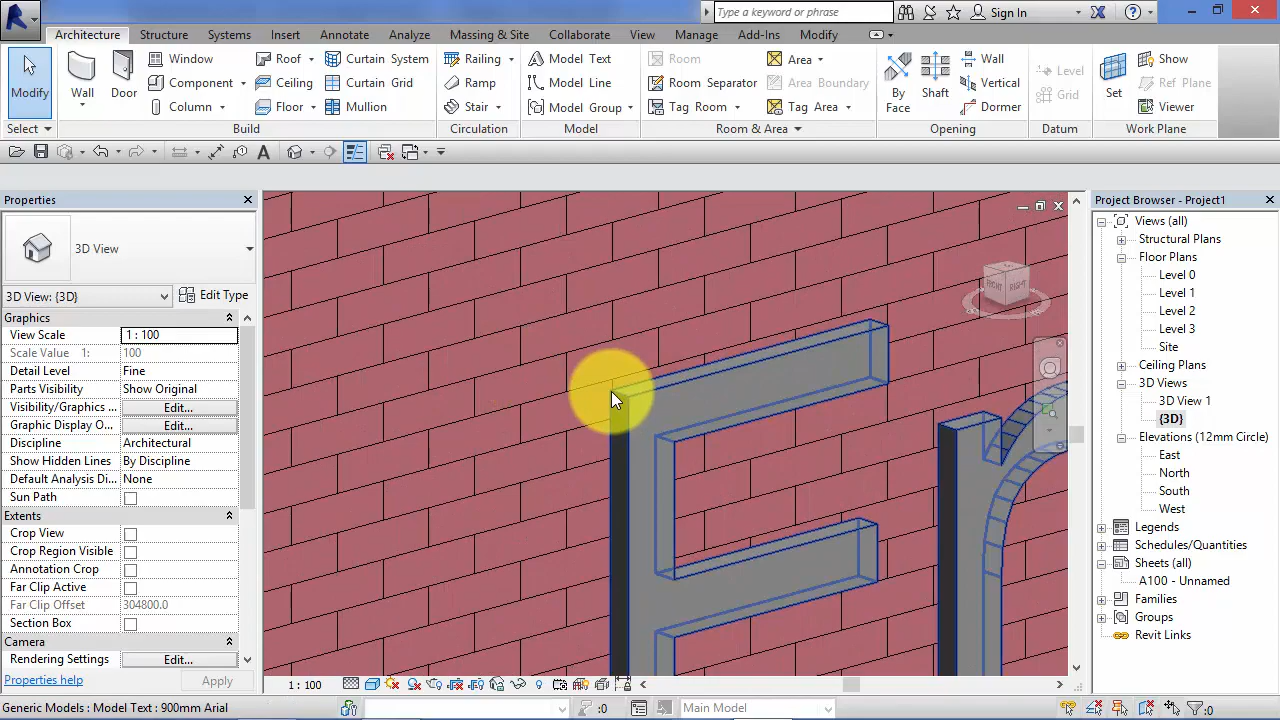 Type a keyword or phrase
Sign In
Architecture Structure Systems Insert Annotate Analyze Massing & Site Collaborate View Manage Add-Ins Modify
Modify
Wall
Door
Window
Component
Column
Roof
Ceiling
Floor
Curtain System
Curtain Grid
Mullion
Railing
Ramp
Stair
Model Text
Model Line
Model Group
Room
Room Separator
Tag Room
Area
Area Boundary
Tag Area
By
Face
Shaft
Wall
Vertical
Dormer
Level
Grid
Set
Show
Ref Plane
Viewer
Select Build Circulation Model Room & Area Opening Datum Work Plane
Properties
3D View
3D View: {3D} Edit Type
Graphics
View Scale 1 : 100
Scale Value 1: 100
Detail Level Fine
Parts Visibility Show Original
Visibility/Graphics ... Edit...
Graphic Display O... Edit...
Discipline Architectural
Show Hidden Lines By Discipline
Default Analysis Di... None
Sun Path
Extents
Crop View
Crop Region Visible
Annotation Crop
Far Clip Active
Far Clip Offset 304800.0
Section Box
Camera
Rendering Settings Edit...
Properties help Apply
RIGHT RIGHT
Er
1 : 100
Project Browser - Project1
Views (all)
Structural Plans
Floor Plans
Level 0
Level 1
Level 2
Level 3
Site
Ceiling Plans
3D Views
3D View 1
{3D}
Elevations (12mm Circle)
East
North
South
West
Legends
Schedules/Quantities
Sheets (all)
A100 - Unnamed
Families
Groups
Revit Links
Generic Models : Model Text : 900mm Arial :0 Main Model :0